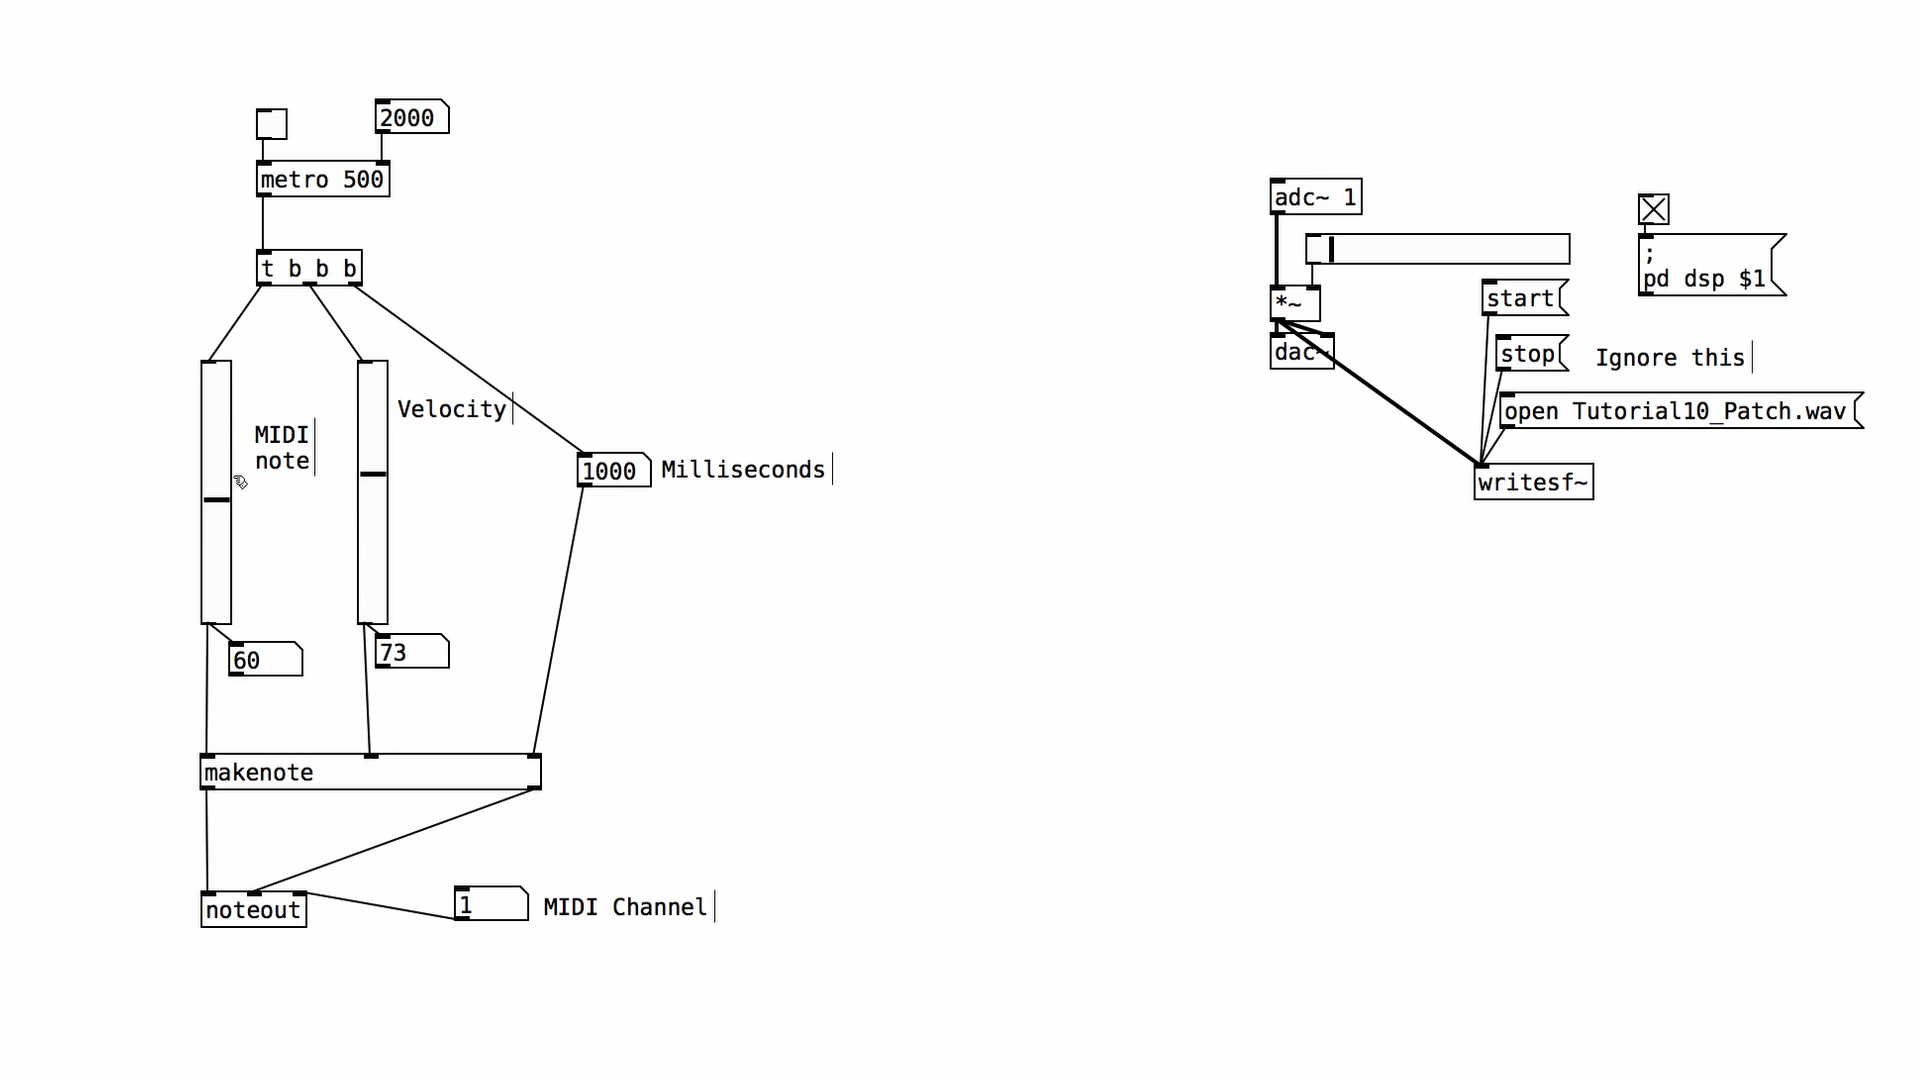 2000
metro 500
t b b b
MIDI
note
Velocity
1000
Milliseconds
60
73
makenote
noteout
1
MIDI Channel
adc~ 1
*~
dac~
;
pd dsp $1
start
stop
Ignore this
open Tutorial10_Patch.wav
writesf~